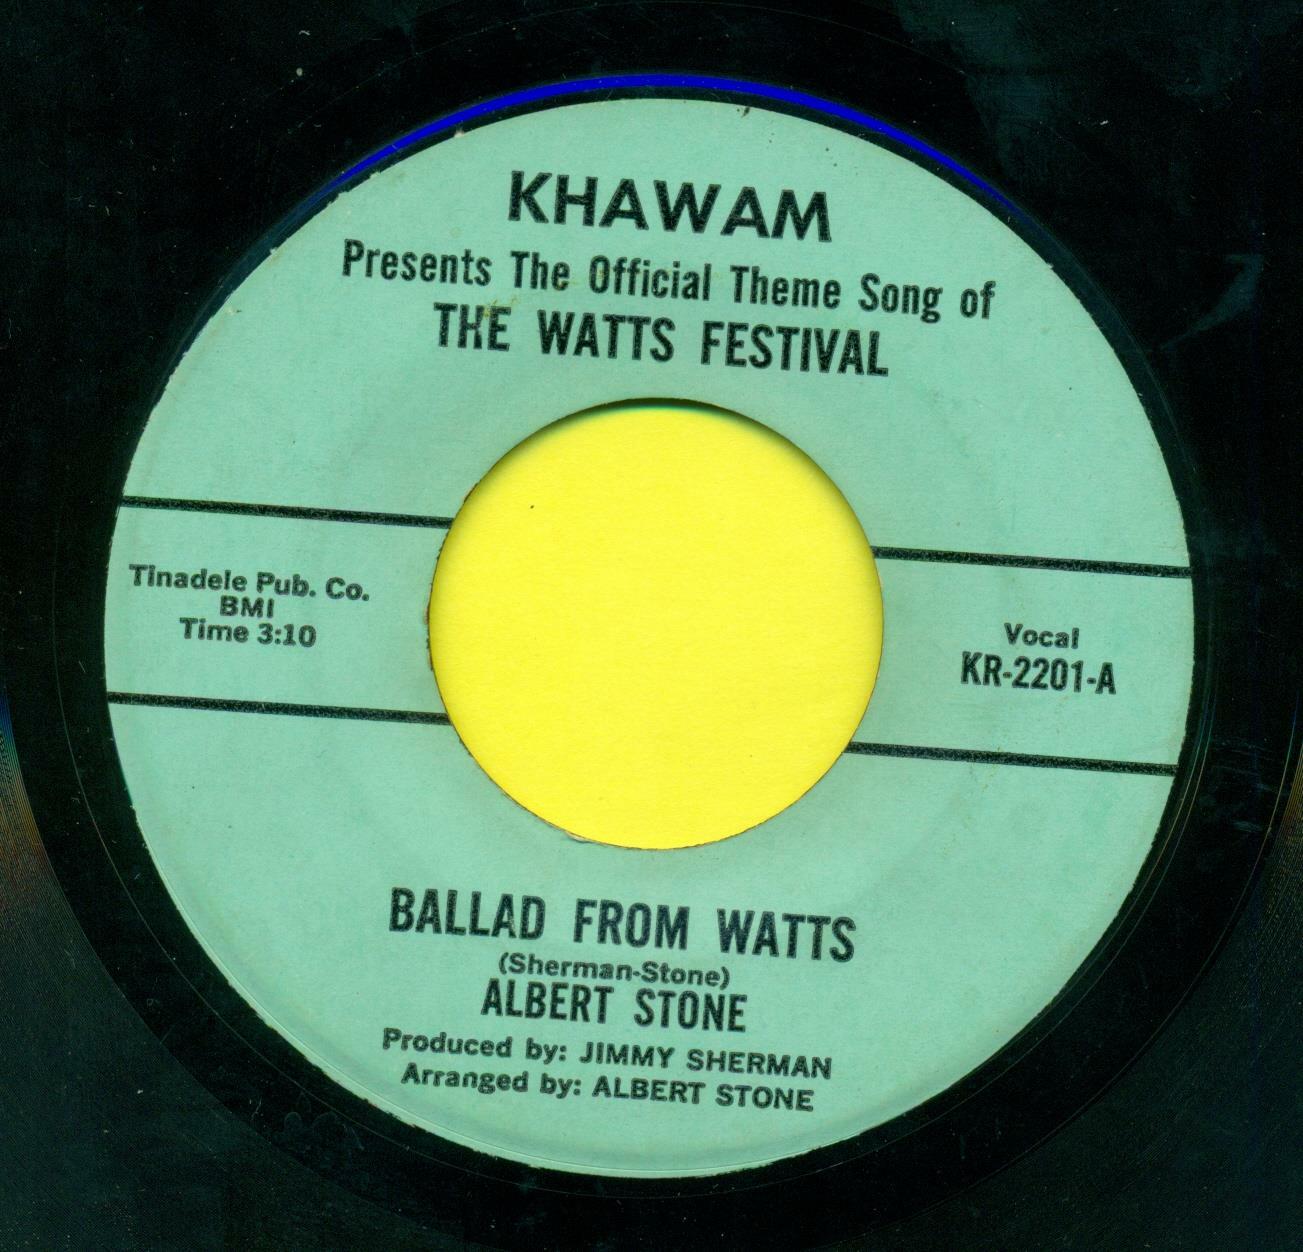 KHAWAM
Presents The Official Theme Song of
THE WATTS FESTIVAL
Tinadele Pub. Co.
BMI
Time 3:10
Vocal
KR-2201-A
BALLAD FROM WATTS
(Sherman-Stone)
ALBERT STONE
Produced by: JIMMY SHERMAN
Arranged by: ALBERT STONE